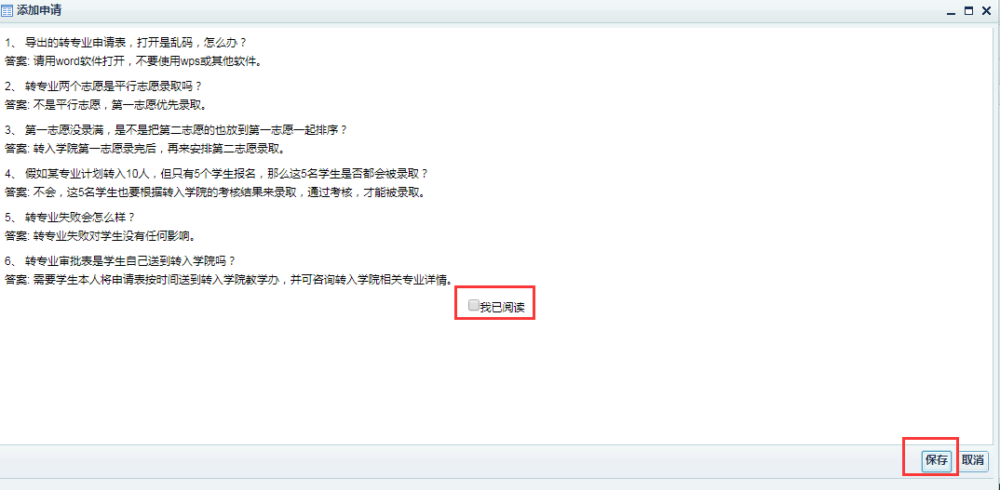 添加申请
1、 导出的转专业申请表，打开是乱码，怎么办？
答案: 请用word软件打开，不要使用wps或其他软件。
2、 转专业两个志愿是平行志愿录取吗？
答案: 不是平行志愿，第一志愿优先录取。
3、 第一志愿没录满，是不是把第二志愿的也放到第一志愿一起排序？
答案: 转入学院第一志愿录完后，再来安排第二志愿录取。
4、 假如某专业计划转入10人，但只有5个学生报名，那么这5名学生是否都会被录取？
答案: 不会，这5名学生也要根据转入学院的考核结果来录取，通过考核，才能被录取。
5、 转专业失败会怎么样？
答案: 转专业失败对学生没有任何影响。
6、 转专业审批表是学生自己送到转入学院吗？
答案: 需要学生本人将申请表按时间送到转入学院教学办，并可咨询转入学院相关专业详情。
我已阅读
保存 取消